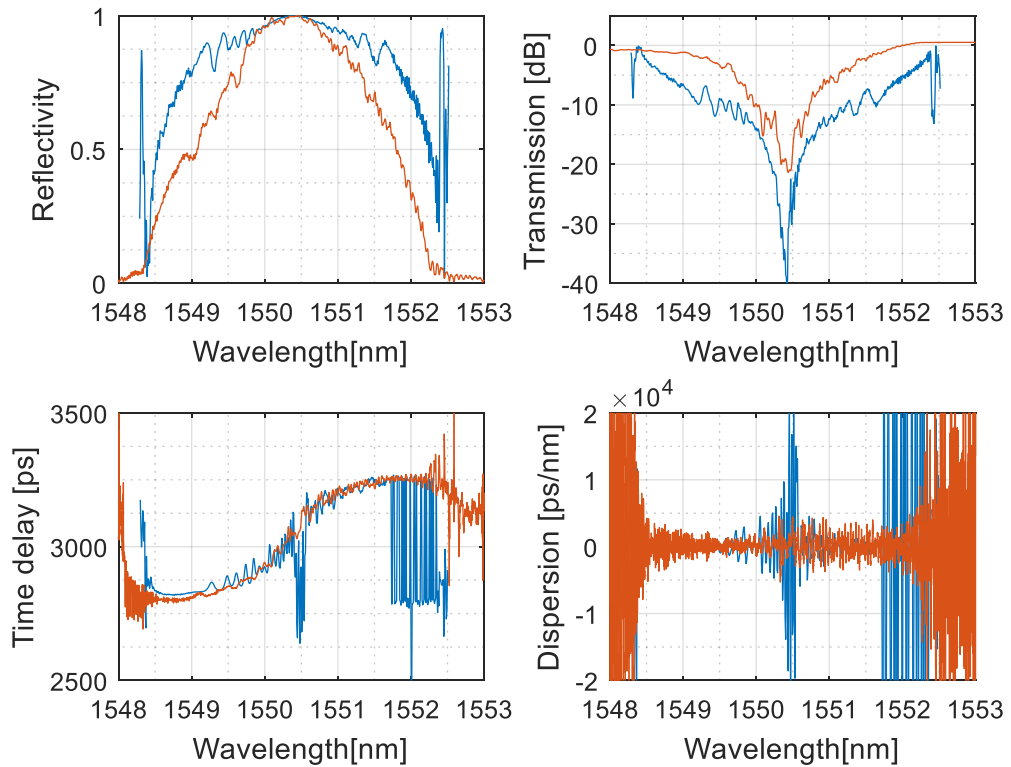 1
0.5
0
Reflectivity
1548 1549 1550 1551 1552 1553
Wavelength[nm]
0
-10
-20
-30
-40
Transmission [dB]
1548 1549 1550 1551 1552 1553
Wavelength[nm]
3500
3000
2500
Time delay [ps]
1548 1549 1550 1551 1552 1553
Wavelength[nm]
×10⁴
2
1
0
-1
-2
Dispersion [ps/nm]
1548 1549 1550 1551 1552 1553
Wavelength[nm]